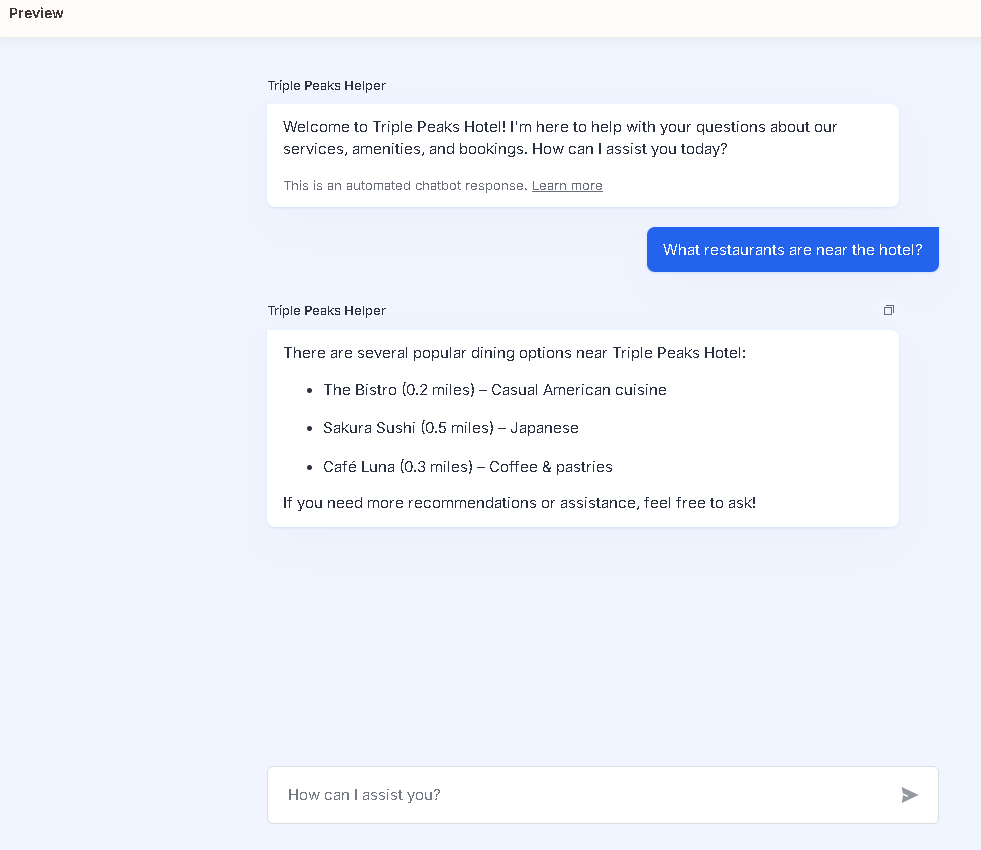 Preview
Triple Peaks Helper
Welcome to Triple Peaks Hotel! I'm here to help with your questions about our
services, amenities, and bookings. How can I assist you today?
This is an automated chatbot response. Learn more
What restaurants are near the hotel?
Triple Peaks Helper
There are several popular dining options near Triple Peaks Hotel:
• The Bistro (0.2 miles) – Casual American cuisine
• Sakura Sushi (0.5 miles) – Japanese
• Café Luna (0.3 miles) – Coffee & pastries
If you need more recommendations or assistance, feel free to ask!
How can I assist you?